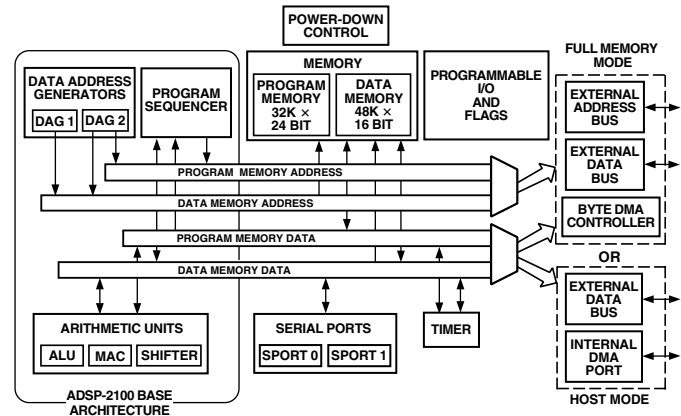 POWER-DOWN
CONTROL
FULL MEMORY
MODE
DATA ADDRESS
GENERATORS
DAG 1
DAG 2
PROGRAM
SEQUENCER
MEMORY
PROGRAM
MEMORY
32K ×
24 BIT
DATA
MEMORY
48K ×
16 BIT
PROGRAMMABLE
I/O
AND
FLAGS
EXTERNAL
ADDRESS
BUS
EXTERNAL
DATA
BUS
BYTE DMA
CONTROLLER
PROGRAM MEMORY ADDRESS
DATA MEMORY ADDRESS
PROGRAM MEMORY DATA
DATA MEMORY DATA
OR
EXTERNAL
DATA
BUS
INTERNAL
DMA
PORT
HOST MODE
ARITHMETIC UNITS
ALU
MAC
SHIFTER
SERIAL PORTS
SPORT 0
SPORT 1
TIMER
ADSP-2100 BASE
ARCHITECTURE